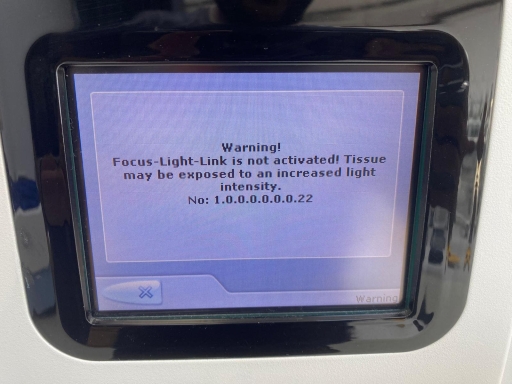 Warning!
Focus-Light-Link is not activated! Tissue
may be exposed to an increased light
intensity.
No: 1.0.0.0.0.0.0.22
Warning